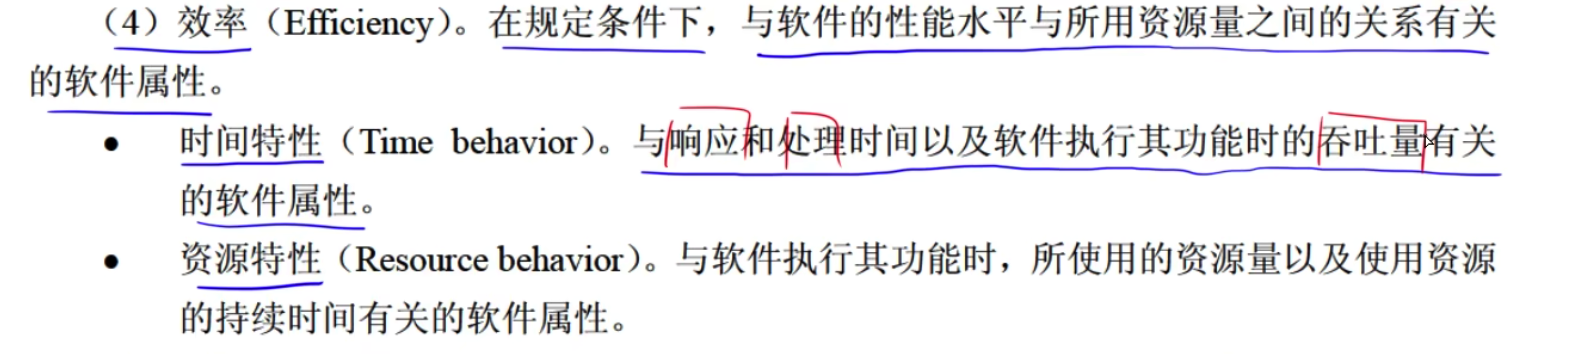 （4）效率（Efficiency）。在规定条件下，与软件的性能水平与所用资源量之间的关系有关
的软件属性。
● 时间特性（Time behavior）。与响应和处理时间以及软件执行其功能时的吞吐量有关
的软件属性。
● 资源特性（Resource behavior）。与软件执行其功能时，所使用的资源量以及使用资源
的持续时间有关的软件属性。